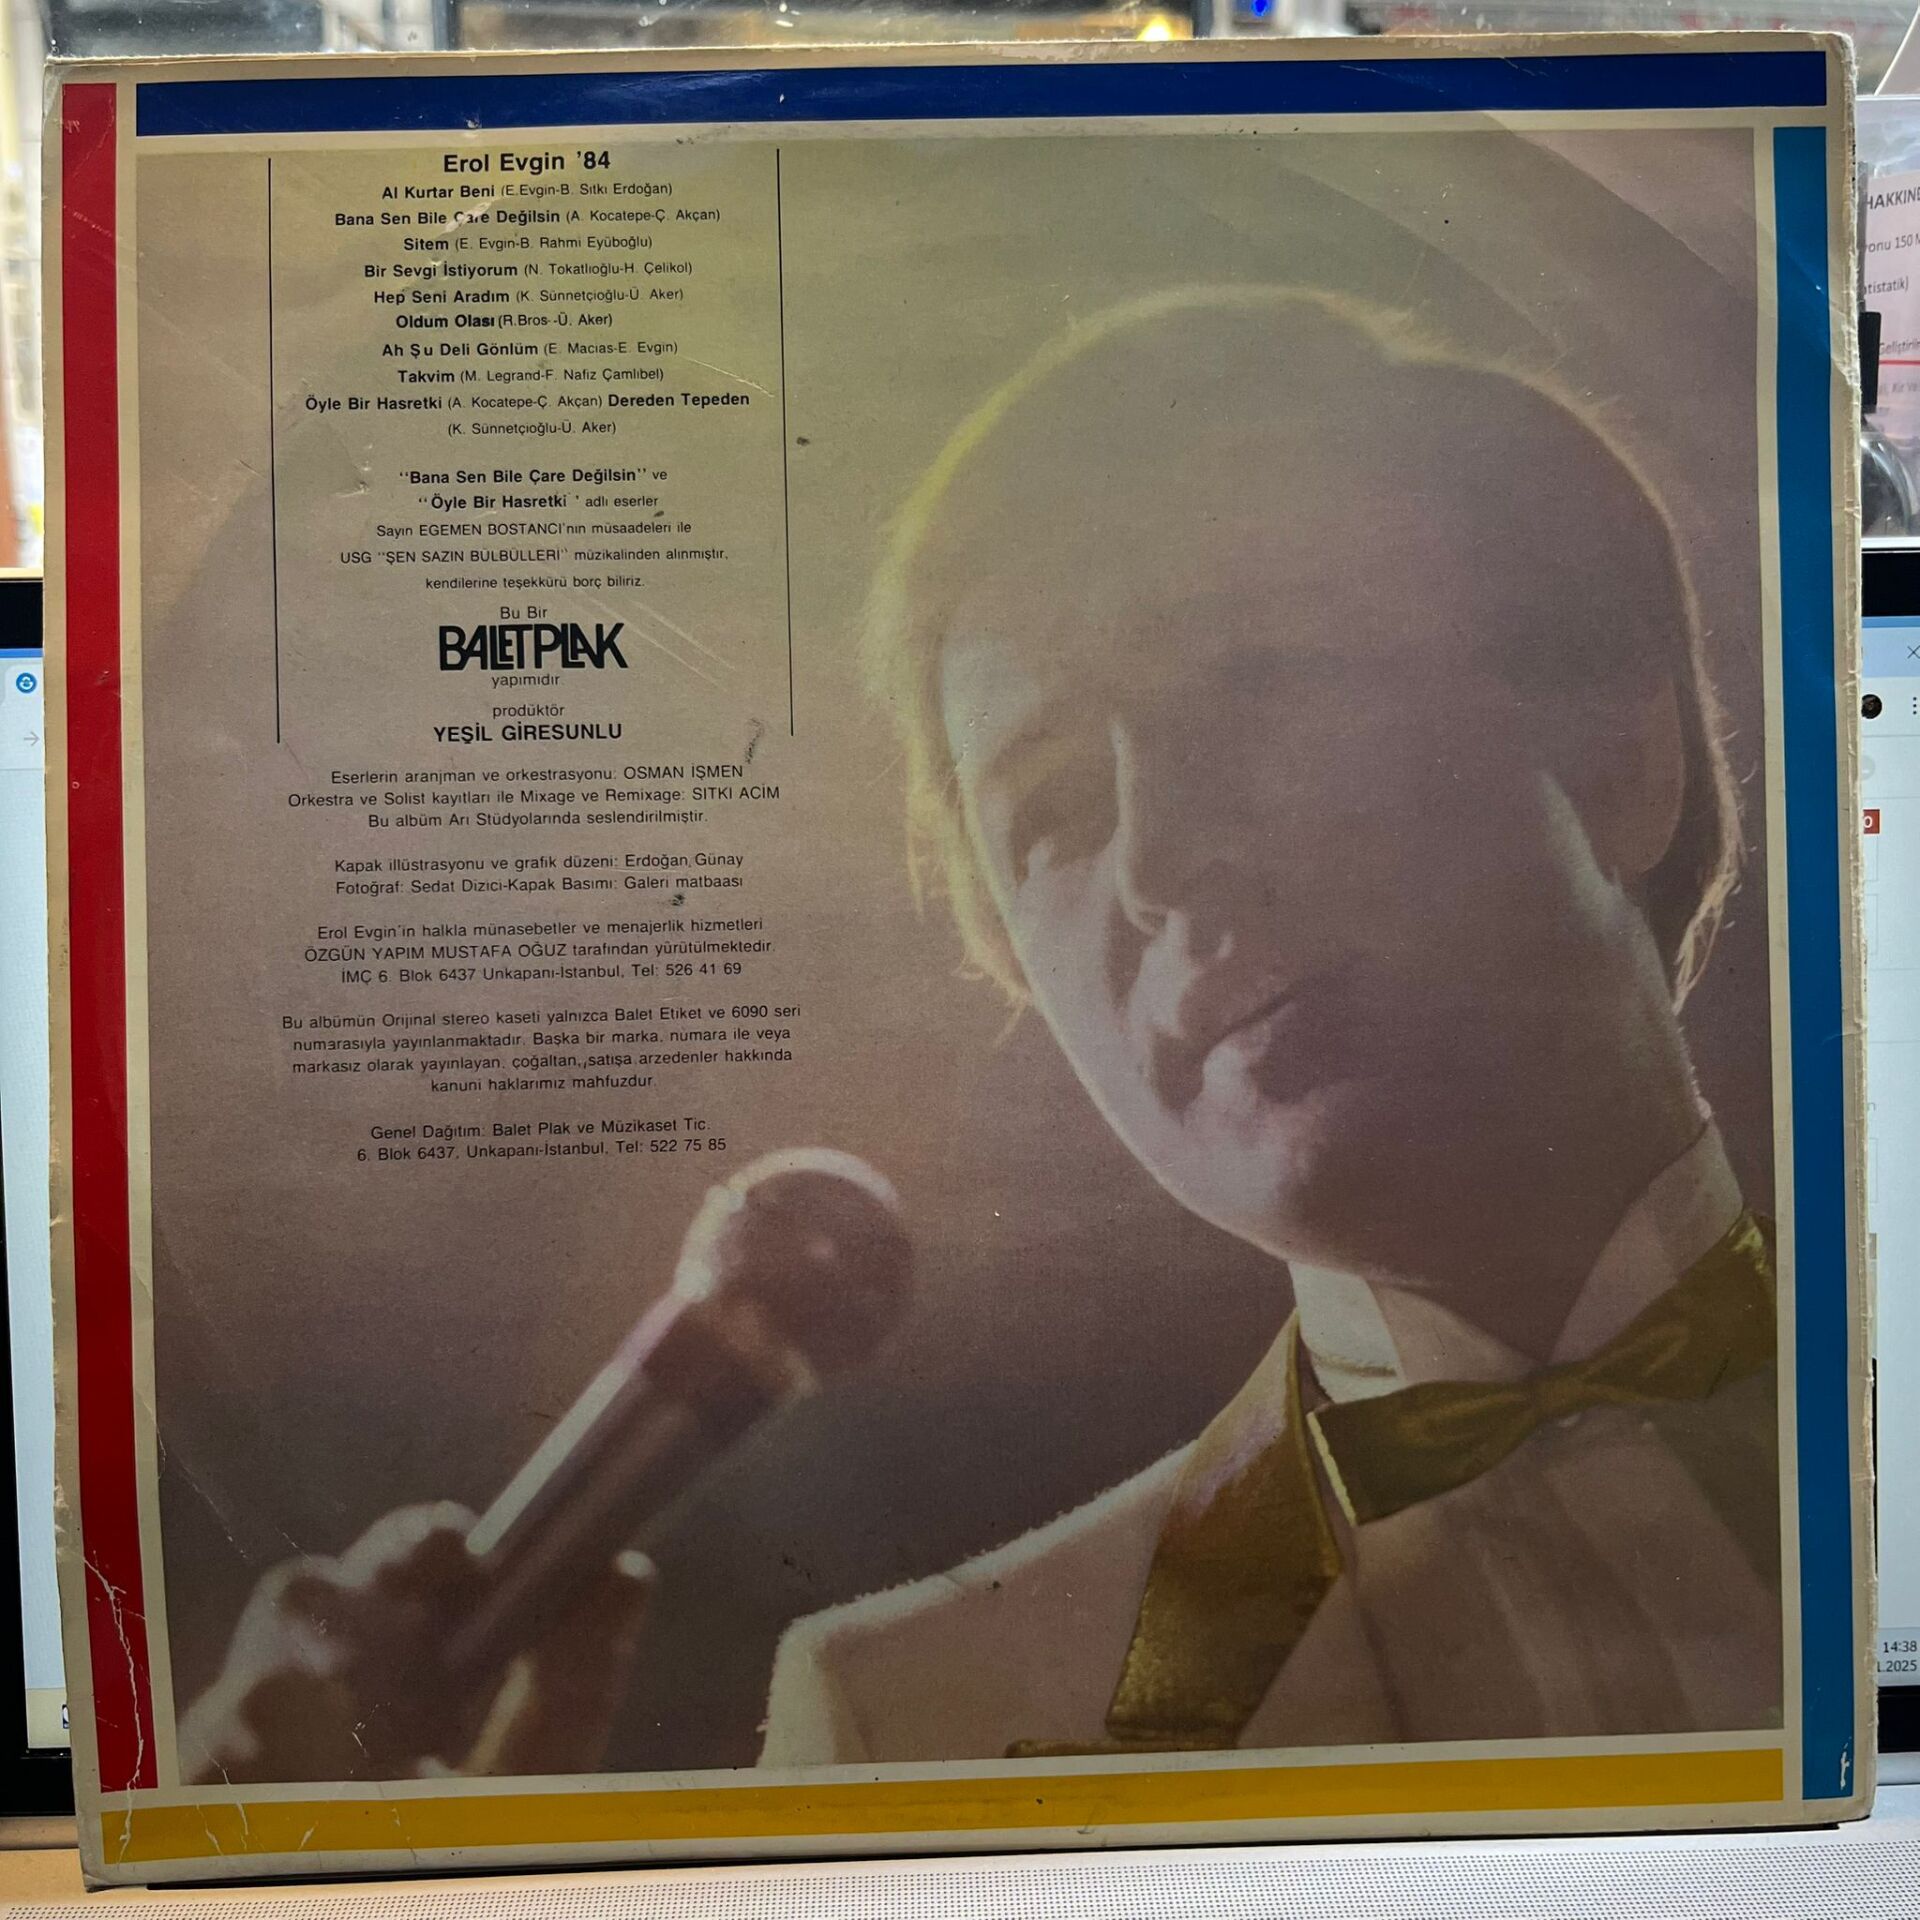 Erol Evgin '84
Al Kurtar Beni (E.Evgin-B. Sıtkı Erdoğan)
Bana Sen Bile Çare Değilsin (A. Kocatepe-Ç. Akçan)
Sitem (E. Evgin-B. Rahmi Eyüboğlu)
Bir Sevgi İstiyorum (N. Tokatlıoğlu-H. Çelikol)
Hep Seni Aradım (K. Sünnetçioğlu-Ü. Aker)
Oldum Olası (R.Bros.-Ü. Aker)
Ah Şu Deli Gönlüm (E. Macıas-E. Evgin)
Takvim (M. Legrand-F. Nafiz Çamlıbel)
Öyle Bir Hasretki (A. Kocatepe-Ç. Akçan) Dereden Tepeden
(K. Sünnetçioğlu-Ü. Aker)
"Bana Sen Bile Çare Değilsin" ve
"Öyle Bir Hasretki ' adlı eserler
Sayın EGEMEN BOSTANCI'nın müsaadeleri ile
USG "ŞEN SAZIN BÜLBÜLLERİ" müzikalinden alınmıştır,
kendilerine teşekkürü borç biliriz.
Bu Bir
BALET PLAK
yapımıdır
prodüktör
YEŞİL GİRESUNLU
Eserlerin aranjman ve orkestrasyonu: OSMAN İŞMEN
Orkestra ve Solist kayıtları ile Mixage ve Remixage: SITKI ACİM
Bu albüm Arı Stüdyolarında seslendirilmiştir.
Kapak illüstrasyonu ve grafik düzeni: Erdoğan Günay
Fotoğraf: Sedat Dizici-Kapak Basımı: Galeri matbaası
Erol Evgin'in halkla münasebetler ve menajerlik hizmetleri
ÖZGÜN YAPIM MUSTAFA OĞUZ tarafından yürütülmektedir.
İMÇ 6. Blok 6437 Unkapanı-İstanbul, Tel: 526 41 69
Bu albümün Orijinal stereo kaseti yalnızca Balet Etiket ve 6090 seri
numarasıyla yayınlanmaktadır. Başka bir marka, numara ile veya
markasız olarak yayınlayan, çoğaltan, satışa arzedenler hakkında
kanuni haklarımız mahfuzdur.
Genel Dağıtım: Balet Plak ve Müzikaset Tic.
6. Blok 6437, Unkapanı-İstanbul, Tel: 522 75 85
14:38
.2025